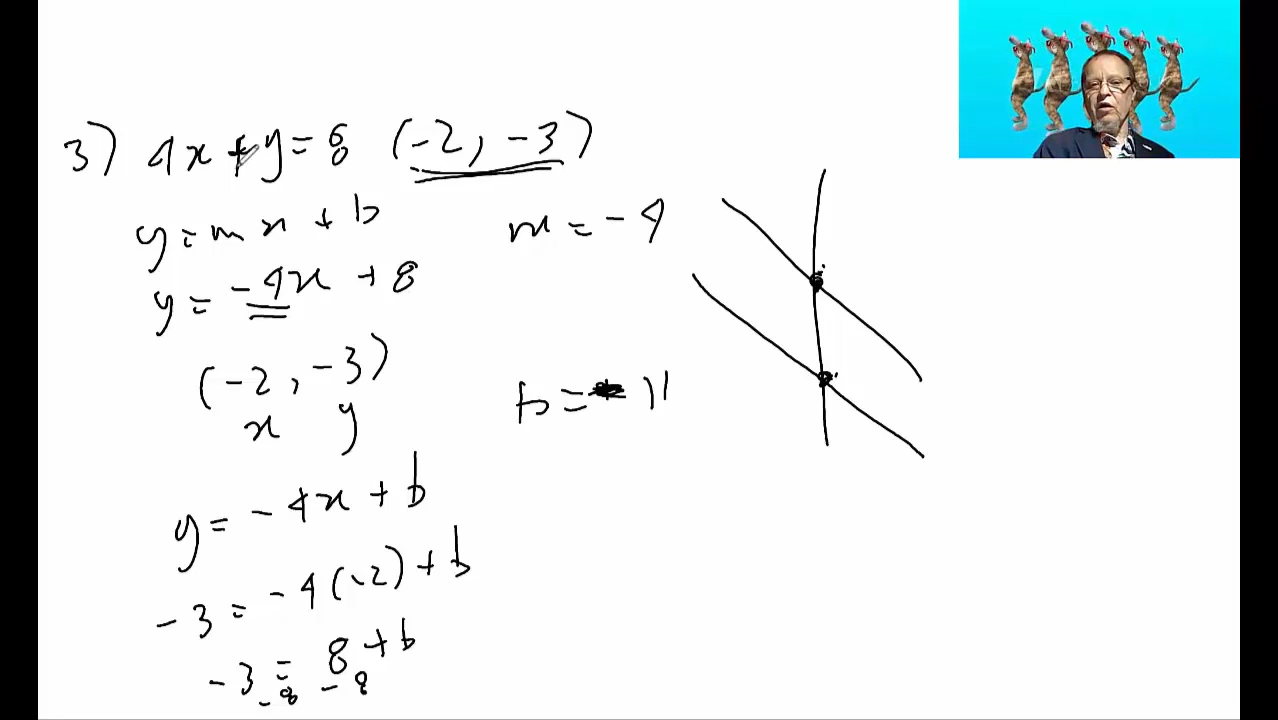 3) 4x + y = 8 (-2, -3)
y = mx + b m = -4
y = -4x + 8
(-2, -3)
x y b = 11
y = -4x + b
-3 = -4(-2) + b
-3 = 8 + b
-8 -8